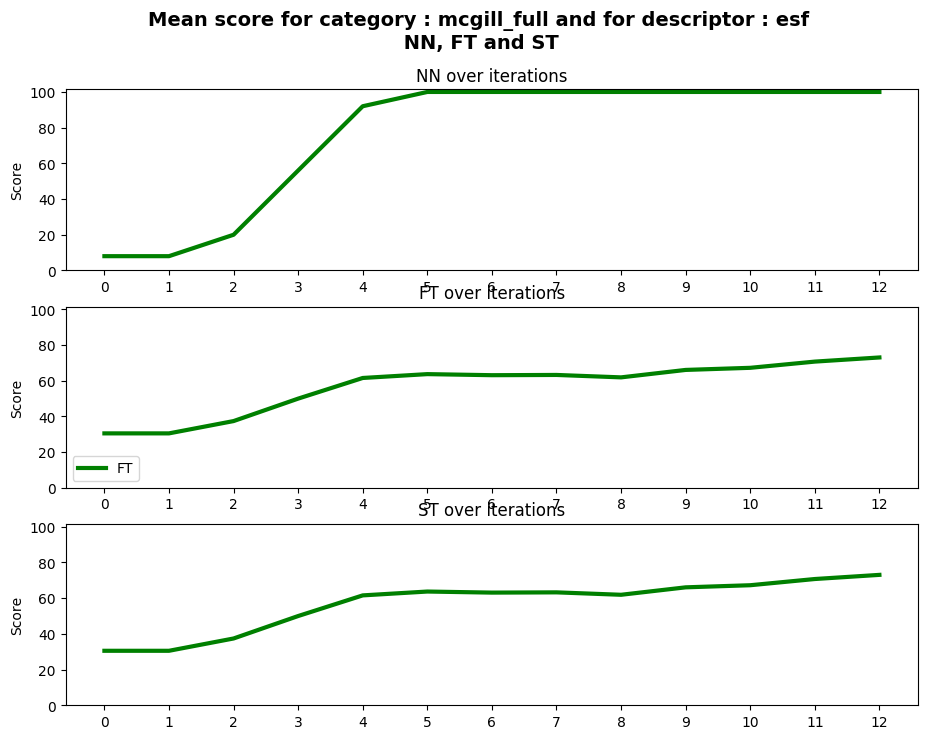 Mean score for category : mcgill_full and for descriptor : esf
NN, FT and ST
NN over iterations
Score
100
80
60
40
20
0
0 1 2 3 4 5 6 7 8 9 10 11 12
FT over iterations
Score
100
80
60
40
20
0
FT
0 1 2 3 4 5 6 7 8 9 10 11 12
ST over iterations
Score
100
80
60
40
20
0
0 1 2 3 4 5 6 7 8 9 10 11 12